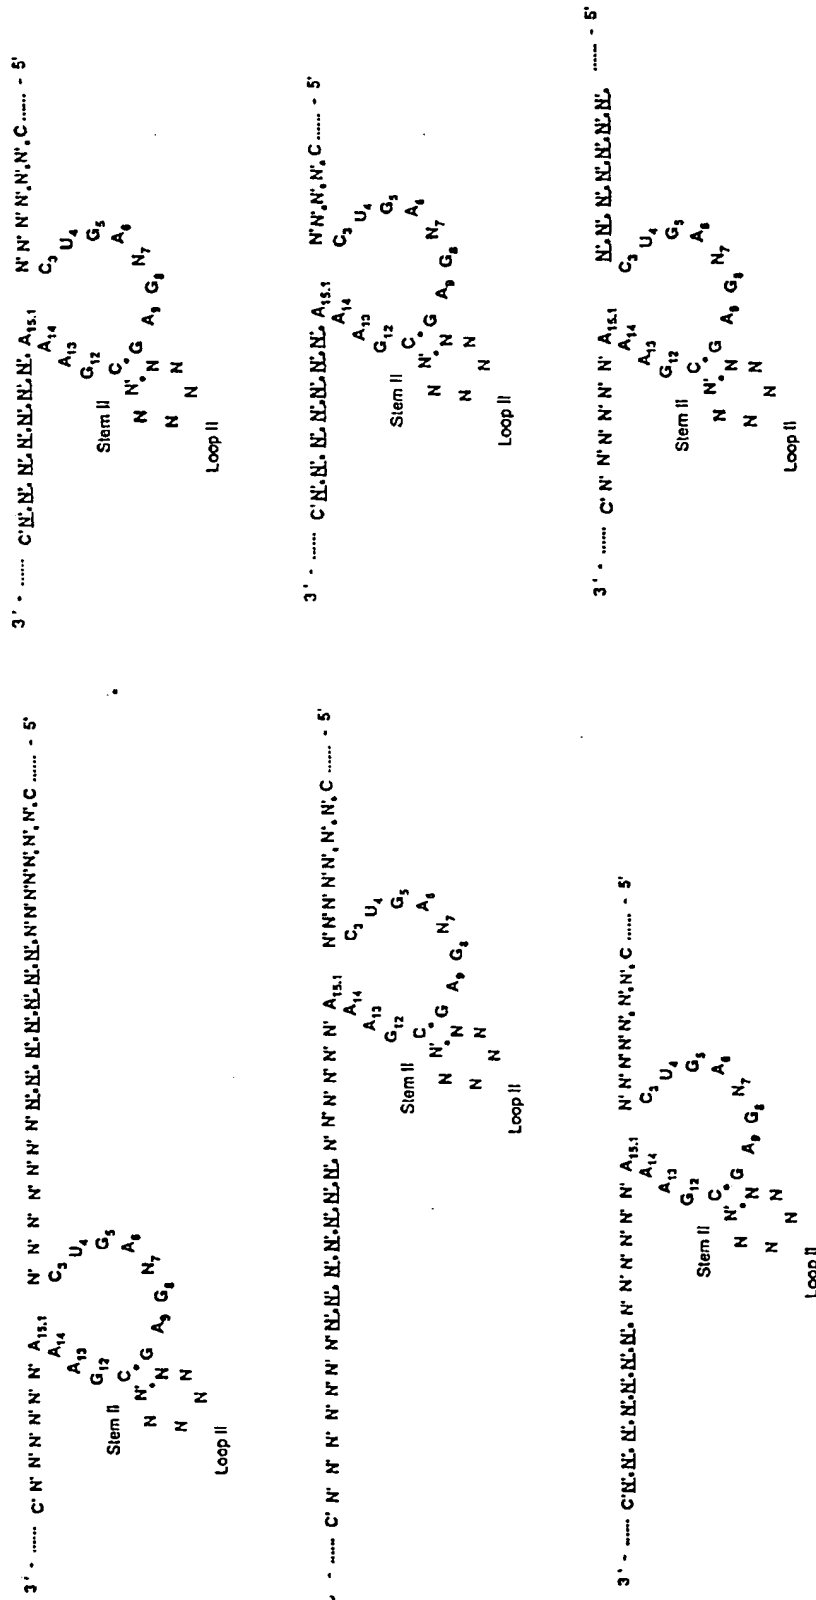 3' - ...... C' N' N' N' N' N' N' N' A15.1 N' N' N' N' N' N' N' N'.N'.N'.N'.N'.N'.N'.N'N'N'N'.N'.N'.C ...... - 5'
A14 C3
A13 U4
G12 G5
Stem II C • G A9 G8 N7 A6
N' • N
N N
N N
N
Loop II
3' - ...... C'N'.N'.N'.N'.N'.N'.N'. A15.1 N' N' N' N'.N'.N'.C ...... - 5'
A14 C3
A13 U4
G12 G5
Stem II C • G A9 G8 N7 A6
N' • N
N N
N N
N
Loop II
- ...... C' N' N' N' N' N' N' N' N'N'.N'.N'.N'.N'.N'.N'. N' N' N' N' N' N' A15.1 N'N'N'N'N'.N'.N'.C ...... - 5'
A14 C3
A13 U4
G12 G5
Stem II C • G A9 G8 N7 A6
N' • N
N N
N N
N
Loop II
3' - ...... C'N'.N'.N'.N'.N'.N'.N'. A15.1 N'N'.N'.N'.C ...... - 5'
A14 C3
A13 U4
G12 G5
Stem II C • G A9 G8 N7 A6
N' • N
N N
N N
N
Loop II
3' - ...... C'N'.N'.N'.N'.N'.N'.N'. N' N' N' N' N' N' N' A15.1 N'N'N'N'.N'.N'.C ...... - 5'
A14 C3
A13 U4
G12 G5
Stem II C • G A9 G8 N7 A6
N' • N
N N
N N
N
Loop II
3' - ...... C' N' N' N' N' N' N' N' A15.1 N'.N'.N'.N'.N'.N'.N'. ...... - 5'
A14 C3
A13 U4
G12 G5
Stem II C • G A9 G8 N7 A6
N' • N
N N
N N
N
Loop II